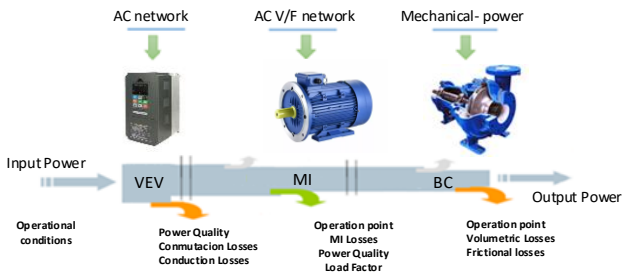 AC network
AC V/F network
Mechanical- power
Input Power
VEV
MI
BC
Output Power
Operational
conditions
Power Quality
Conmutacion Losses
Conduction Losses
Operation point
MI Losses
Power Quality
Load Factor
Operation point
Volumetric Losses
Frictional losses